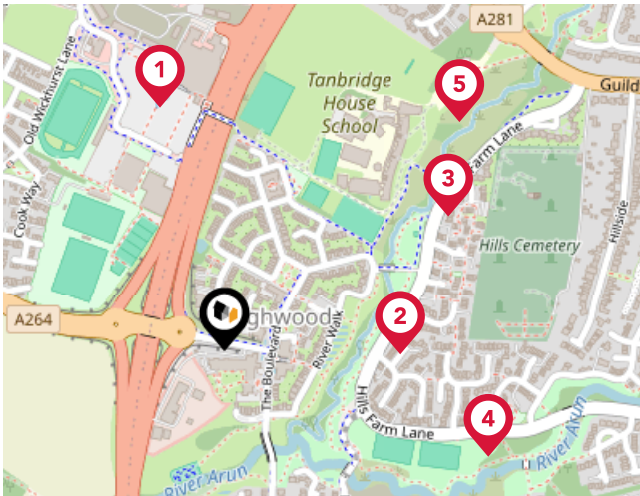 A281
Old Wickhurst Lane
1
Tanbridge
House
School
5
Guild
Farm Lane
3
Cook Way
Hills Cemetery
Hillside
A264
ghwood
2
The Boulevard
River Walk
Hills Farm Lane
4
River Arun
River Arun